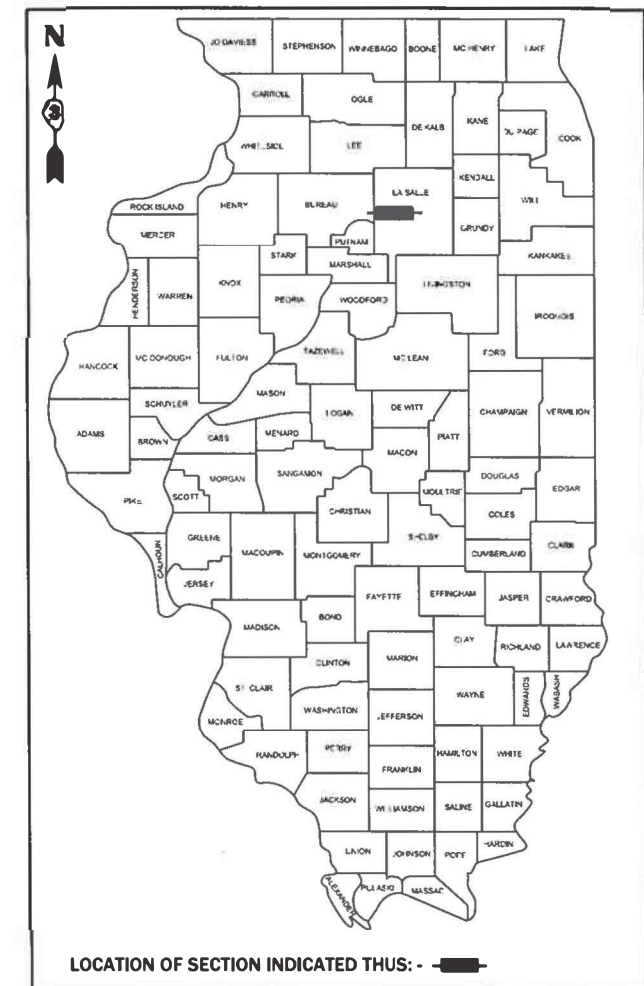 N
JO DAVIESS STEPHENSON WINNEBAGO BOONE MC HENRY LAKE
CARROLL OGLE DE KALB KANE DU PAGE COOK
WHITESIDE LEE KENDALL WILL
ROCK ISLAND HENRY BUREAU LA SALLE GRUNDY
MERCER PUTNAM KANKAKEE
STARK MARSHALL LIVINGSTON
HENDERSON WARREN KNOX PEORIA WOODFORD IROQUOIS
HANCOCK MC DONOUGH FULTON TAZEWELL MC LEAN FORD
SCHUYLER MASON LOGAN DE WITT CHAMPAIGN VERMILION
ADAMS BROWN CASS MENARD MACON PIATT
PIKE SCOTT MORGAN SANGAMON CHRISTIAN MOULTRIE DOUGLAS EDGAR
COLES
CALHOUN GREENE MACOUPIN MONTGOMERY SHELBY CUMBERLAND CLARK
JERSEY FAYETTE EFFINGHAM JASPER CRAWFORD
MADISON BOND CLAY RICHLAND LAWRENCE
CLINTON MARION
ST. CLAIR WASHINGTON JEFFERSON WAYNE EDWARDS WABASH
MONROE
RANDOLPH PERRY HAMILTON WHITE
FRANKLIN
JACKSON WILLIAMSON SALINE GALLATIN
UNION JOHNSON POPE HARDIN
ALEXANDER PULASKI MASSAC
LOCATION OF SECTION INDICATED THUS: -